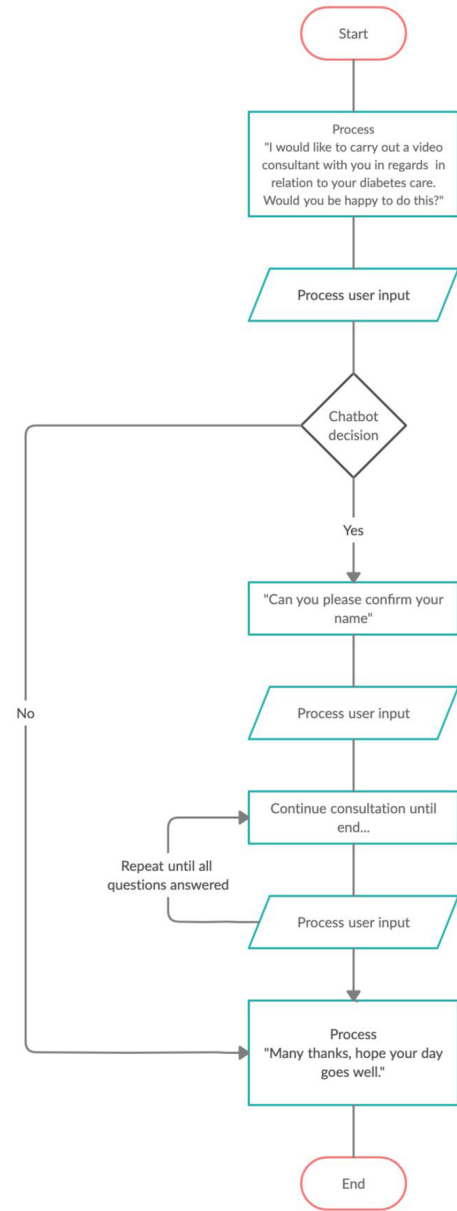 Start
Process
"I would like to carry out a video
consultant with you in regards in
relation to your diabetes care.
Would you be happy to do this?"
Process user input
Chatbot
decision
Yes
"Can you please confirm your
name"
No
Process user input
Continue consultation until
end...
Repeat until all
questions answered
Process user input
Process
"Many thanks, hope your day
goes well."
End